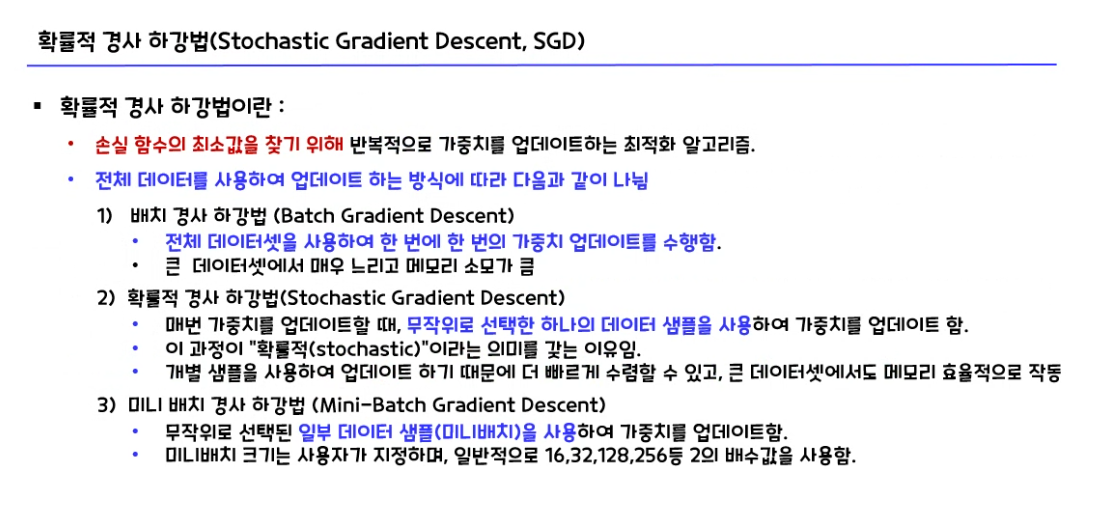 확률적 경사 하강법(Stochastic Gradient Descent, SGD)
▪ 확률적 경사 하강법이란 :
• 손실 함수의 최소값을 찾기 위해 반복적으로 가중치를 업데이트하는 최적화 알고리즘.
• 전체 데이터를 사용하여 업데이트 하는 방식에 따라 다음과 같이 나뉨
1) 배치 경사 하강법 (Batch Gradient Descent)
• 전체 데이터셋을 사용하여 한 번에 한 번의 가중치 업데이트를 수행함.
• 큰 데이터셋에서 매우 느리고 메모리 소모가 큼
2) 확률적 경사 하강법(Stochastic Gradient Descent)
• 매번 가중치를 업데이트할 때, 무작위로 선택한 하나의 데이터 샘플을 사용하여 가중치를 업데이트 함.
• 이 과정이 "확률적(stochastic)"이라는 의미를 갖는 이유임.
• 개별 샘플을 사용하여 업데이트 하기 때문에 더 빠르게 수렴할 수 있고, 큰 데이터셋에서도 메모리 효율적으로 작동
3) 미니 배치 경사 하강법 (Mini-Batch Gradient Descent)
• 무작위로 선택된 일부 데이터 샘플(미니배치)을 사용하여 가중치를 업데이트함.
• 미니배치 크기는 사용자가 지정하며, 일반적으로 16,32,128,256등 2의 배수값을 사용함.